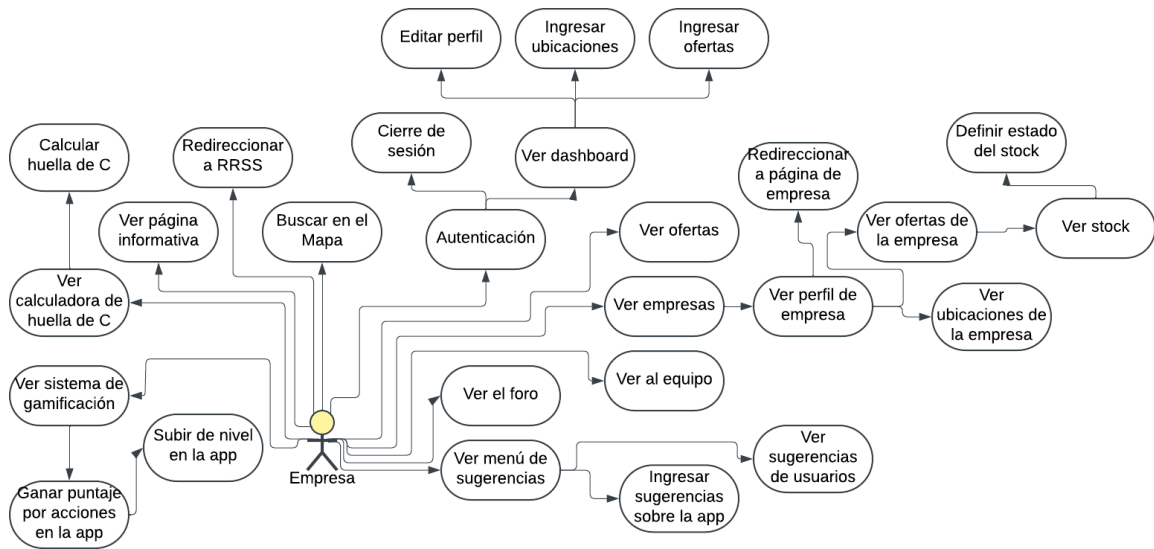 Editar perfil
Ingresar
ubicaciones
Ingresar
ofertas
Calcular
huella de C
Redireccionar
a RRSS
Cierre de
sesión
Ver dashboard
Redireccionar
a página de
empresa
Definir estado
del stock
Ver página
informativa
Buscar en el
Mapa
Autenticación
Ver ofertas
Ver ofertas de
la empresa
Ver stock
Ver
calculadora de
huella de C
Ver empresas
Ver perfil de
empresa
Ver
ubicaciones de
la empresa
Ver sistema de
gamificación
Ver al equipo
Ver el foro
Subir de nivel
en la app
Empresa
Ver menú de
sugerencias
Ver
sugerencias
de usuarios
Ganar puntaje
por acciones
en la app
Ingresar
sugerencias
sobre la app